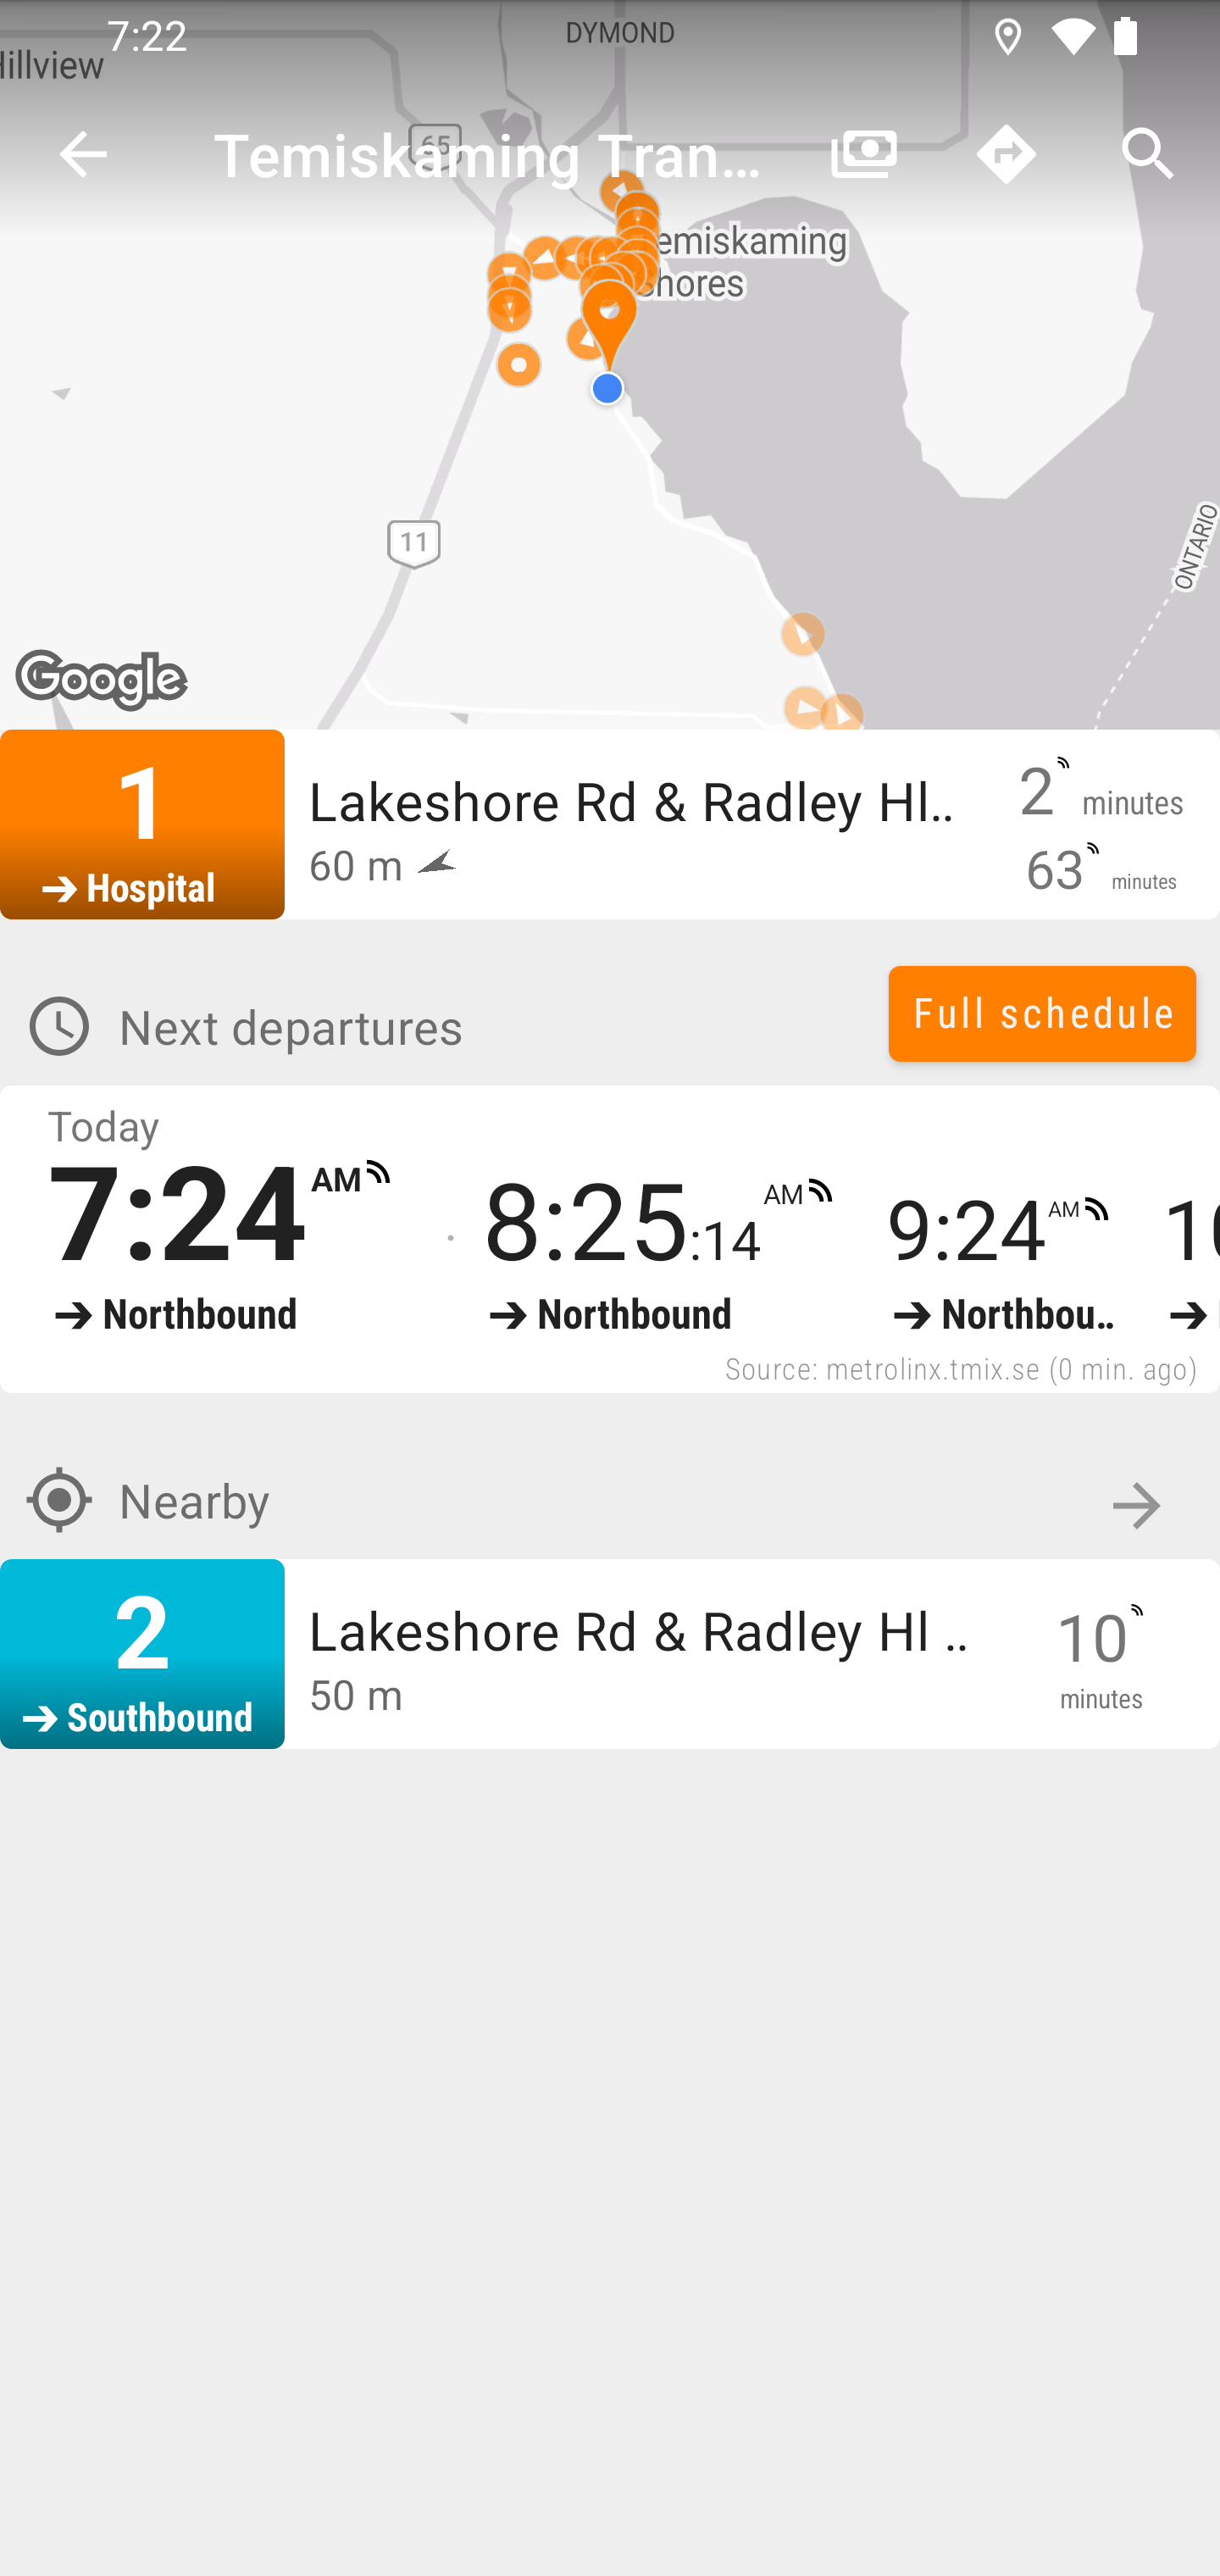 7:22
DYMOND
Hillview
65
Temiskaming Tran...
emiskaming
Shores
11
ONTARIO
Google
1
Hospital
Lakeshore Rd & Radley Hl..
60 m
2 minutes
63 minutes
Next departures
Full schedule
Today
7:24 AM
8:25:14 AM
9:24 AM
10
Northbound
Northbound
Northbou..
Source: metrolinx.tmix.se (0 min. ago)
Nearby
2
Southbound
Lakeshore Rd & Radley Hl ..
50 m
10
minutes